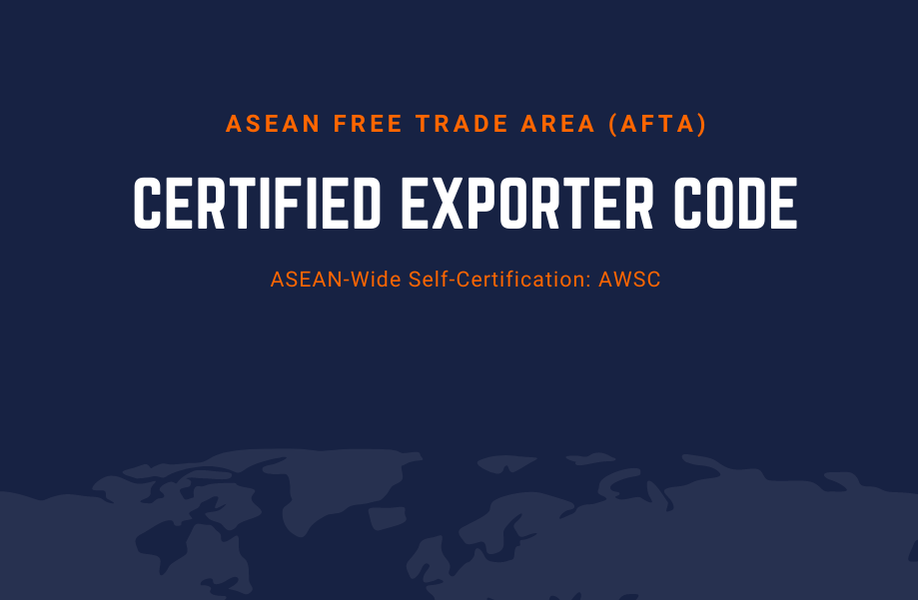 ASEAN FREE TRADE AREA (AFTA)
CERTIFIED EXPORTER CODE
ASEAN-Wide Self-Certification: AWSC